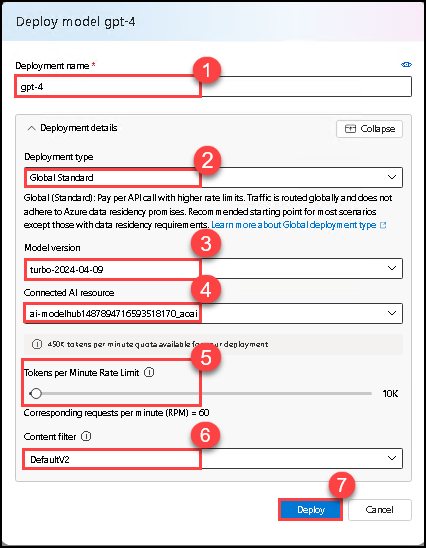 Deploy model gpt-4
1
Deployment name *
gpt-4
Deployment details
Collapse
2
Deployment type
Global Standard
Global (Standard): Pay per API call with higher rate limits. Traffic is routed globally and does not
adhere to Azure data residency promises. Recommended starting point for most scenarios
except those with data residency requirements. Learn more about Global deployment type
3
Model version
turbo-2024-04-09
4
Connected AI resource
ai-modelhub1487894716593518170_aoai
450K tokens per minute quota available for your deployment
5
Tokens per Minute Rate Limit
10K
Corresponding requests per minute (RPM) = 60
6
Content filter
DefaultV2
7
Deploy
Cancel